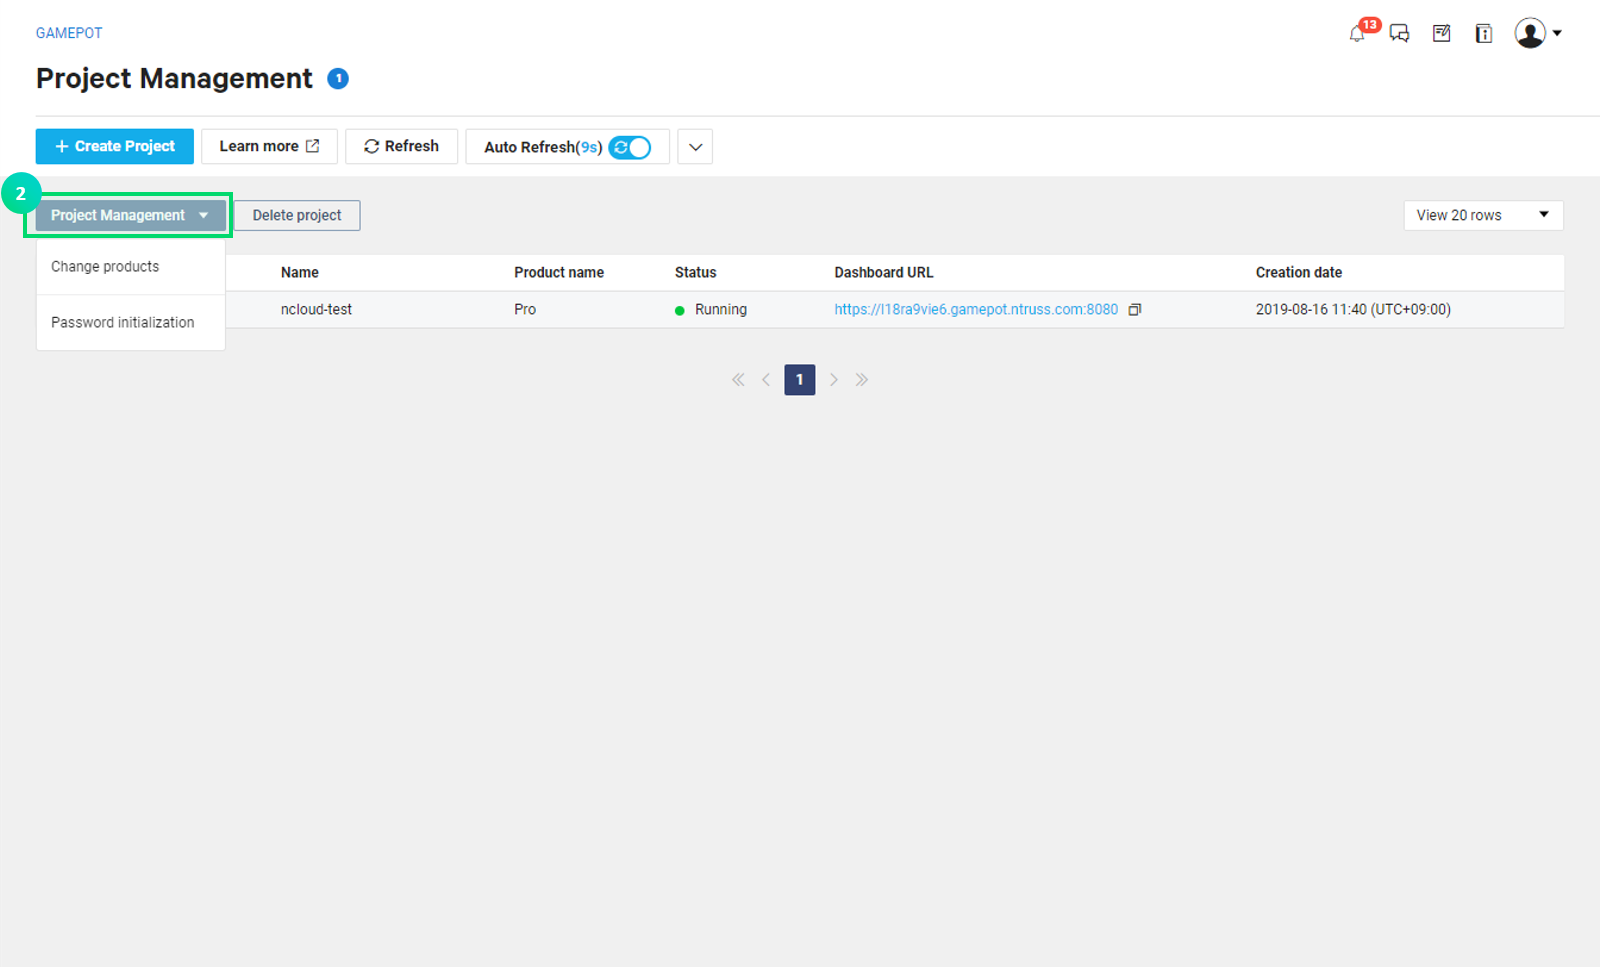 GAMEPOT
13
Project Management 1
+ Create Project
Learn more
Refresh
Auto Refresh(9s)
2
Project Management
Delete project
View 20 rows
Change products
Password initialization
Name Product name Status Dashboard URL Creation date
ncloud-test Pro Running https://l18ra9vie6.gamepot.ntruss.com:8080 2019-08-16 11:40 (UTC+09:00)
1